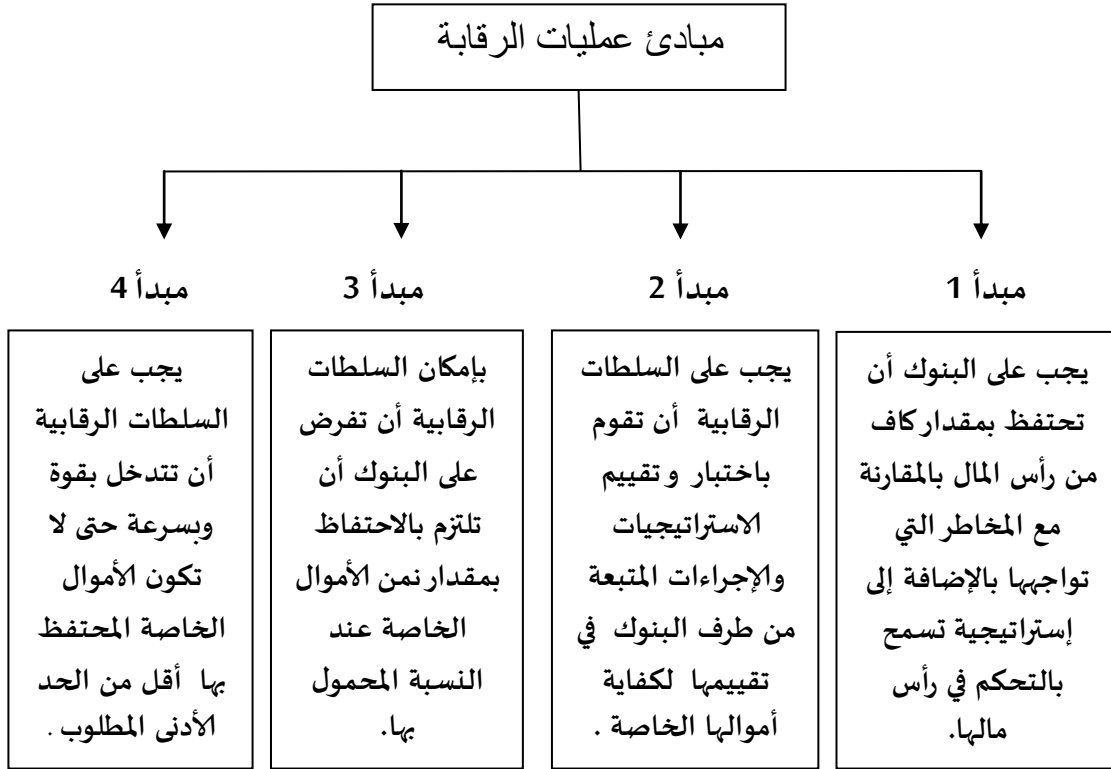 مبادئ عمليات الرقابة
مبدأ 1
يجب على البنوك أن
تحتفظ بمقدار كاف
من رأس المال بالمقارنة
مع المخاطر التي
تواجهها بالإضافة إلى
إستراتيجية تسمح
بالتحكم في رأس
مالها.
مبدأ 2
يجب على السلطات
الرقابية أن تقوم
باختبار وتقييم
الاستراتيجيات
والإجراءات المتبعة
من طرف البنوك في
تقييمها لكفاية
أموالها الخاصة .
مبدأ 3
بإمكان السلطات
الرقابية أن تفرض
على البنوك أن
تلتزم بالاحتفاظ
بمقدار نمن الأموال
الخاصة عند
النسبة المحمول
بها.
مبدأ 4
يجب على
السلطات الرقابية
أن تتدخل بقوة
وبسرعة حتى لا
تكون الأموال
الخاصة المحتفظ
بها أقل من الحد
الأدنى المطلوب .